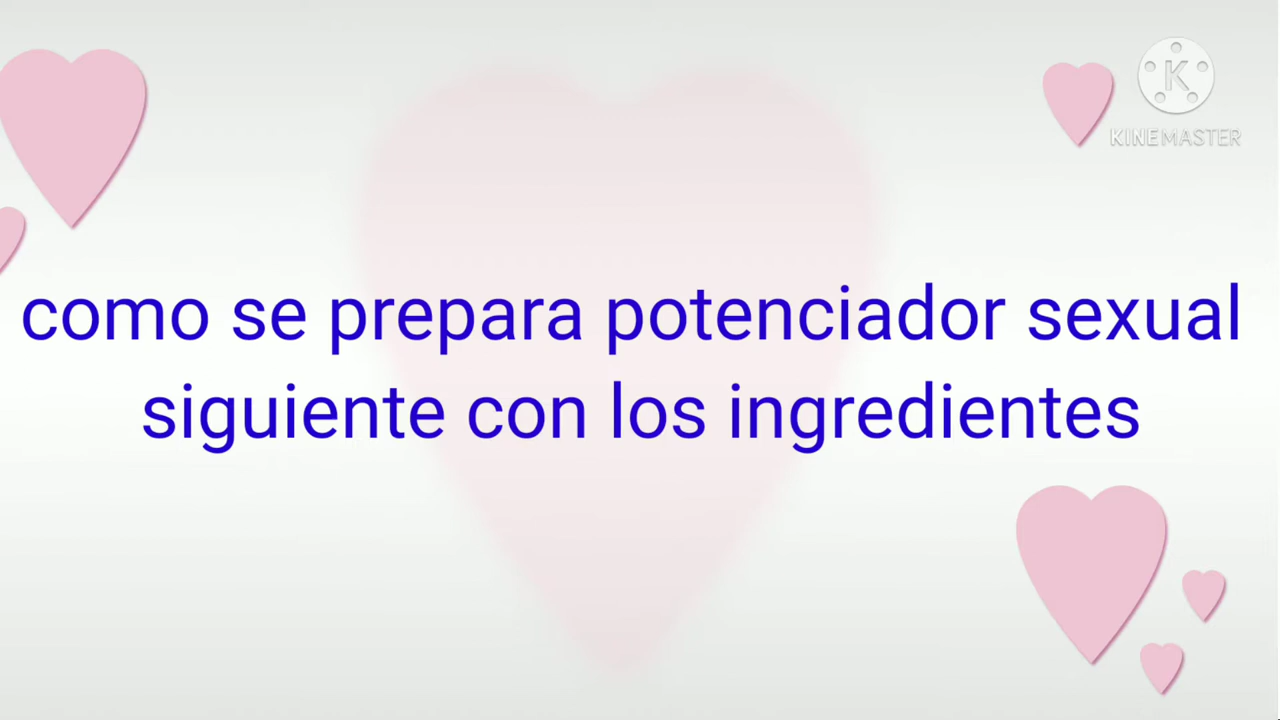 K
KINEMASTER
como se prepara potenciador sexual
siguiente con los ingredientes